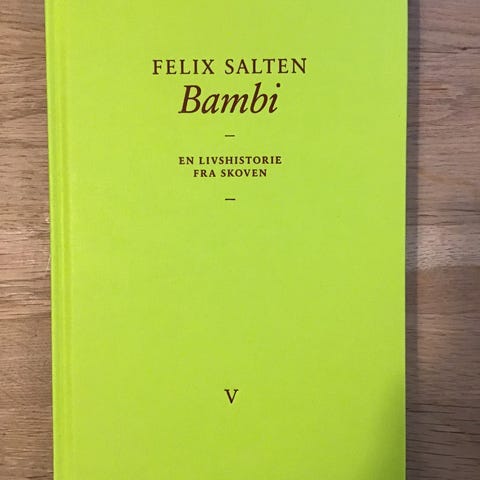 FELIX SALTEN
Bambi
–
EN LIVSHISTORIE
FRA SKOVEN
–
V